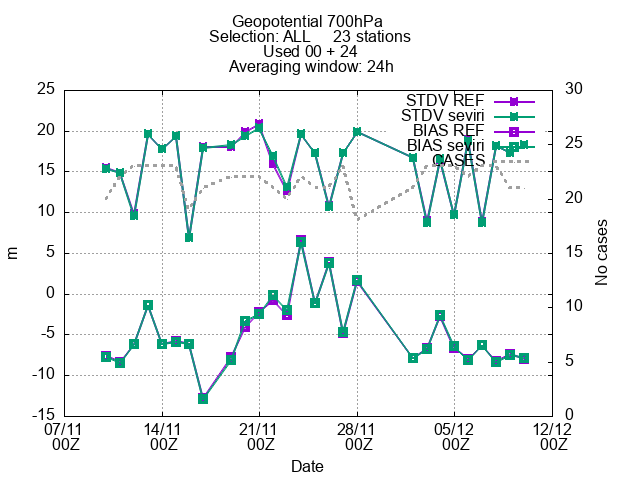 Geopotential 700hPa
Selection: ALL     23 stations
Used 00 + 24
Averaging window: 24h
25
20
15
10
5
0
-5
-10
-15
m
30
25
20
15
10
5
0
No cases
STDV REF
STDV seviri
BIAS REF
BIAS seviri
CASES
07/11 14/11 21/11 28/11 05/12 12/12
00Z 00Z 00Z 00Z 00Z 00Z
Date